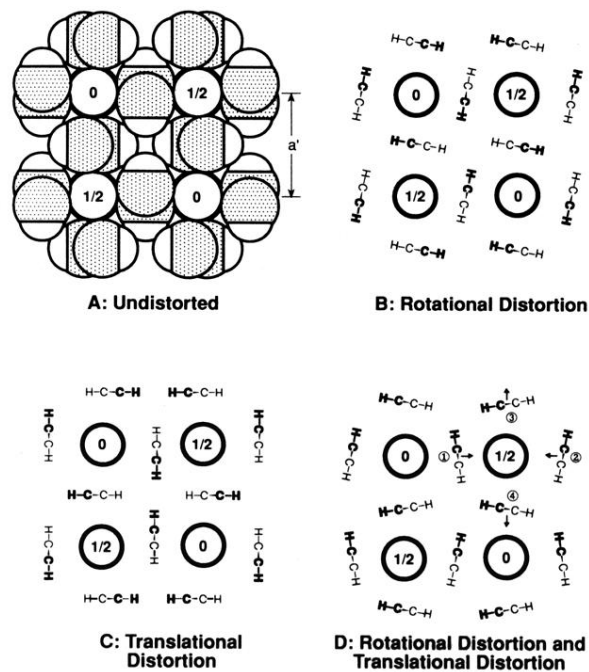 0 1/2
a'
1/2 0
A: Undistorted
H-C-C-H H-C-C-H
H-C-C-H 0 H-C-C-H 1/2 H-C-C-H
H-C-C-H H-C-C-H
H-C-C-H 1/2 H-C-C-H 0 H-C-C-H
H-C-C-H H-C-C-H
B: Rotational Distortion
H-C-C-H H-C-C-H
H-C-C-H 0 H-C-C-H 1/2 H-C-C-H
H-C-C-H H-C-C-H
H-C-C-H 1/2 H-C-C-H 0 H-C-C-H
H-C-C-H H-C-C-H
C: Translational
Distortion
H-C-C-H H-C-C-H
③
H-C-C-H 0 ① H-C-C-H 1/2 H-C-C-H ②
④
H-C-C-H H-C-C-H
H-C-C-H 1/2 H-C-C-H 0 H-C-C-H
H-C-C-H H-C-C-H
D: Rotational Distortion and
Translational Distortion